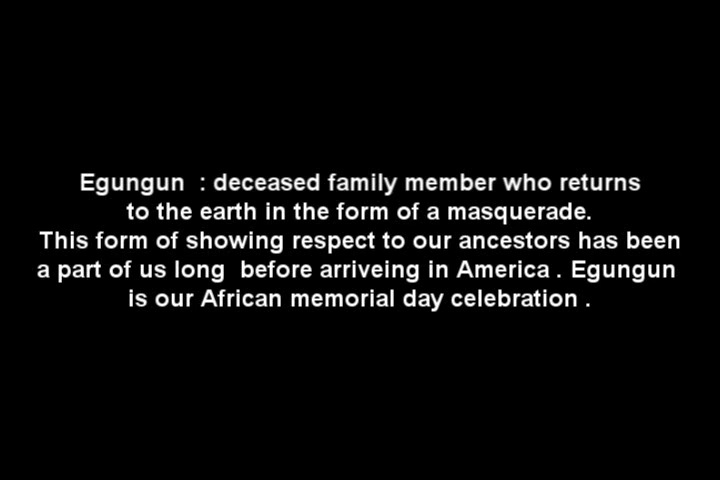 Egungun  : deceased family member who returns
to the earth in the form of a masquerade.
This form of showing respect to our ancestors has been
a part of us long  before arriveing in America . Egungun
is our African memorial day celebration .